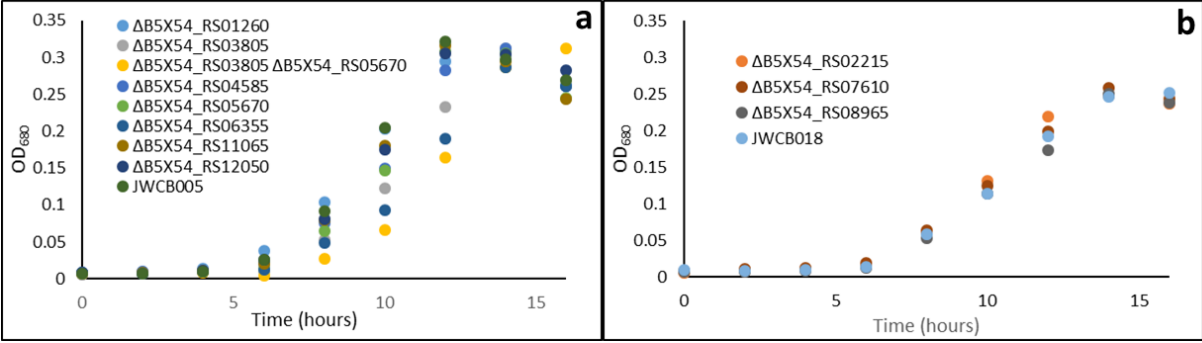 a
0.35
0.3
0.25
0.2
0.15
0.1
0.05
0
OD680
ΔB5X54_RS01260
ΔB5X54_RS03805
ΔB5X54_RS03805 ΔB5X54_RS05670
ΔB5X54_RS04585
ΔB5X54_RS05670
ΔB5X54_RS06355
ΔB5X54_RS11065
ΔB5X54_RS12050
JWCB005
0 5 10 15
Time (hours)
b
0.35
0.3
0.25
0.2
0.15
0.1
0.05
0
OD680
ΔB5X54_RS02215
ΔB5X54_RS07610
ΔB5X54_RS08965
JWCB018
0 5 10 15
Time (hours)